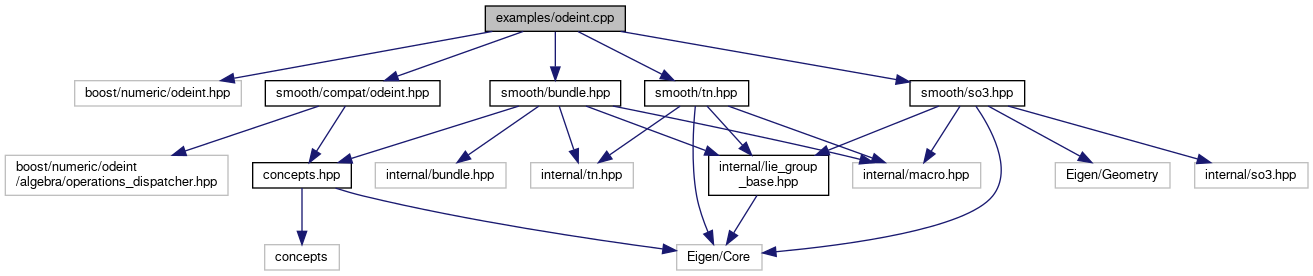 examples/odeint.cpp
boost/numeric/odeint.hpp
smooth/compat/odeint.hpp
smooth/bundle.hpp
smooth/tn.hpp
smooth/so3.hpp
boost/numeric/odeint
/algebra/operations_dispatcher.hpp
concepts.hpp
internal/bundle.hpp
internal/tn.hpp
internal/lie_group
_base.hpp
internal/macro.hpp
Eigen/Geometry
internal/so3.hpp
concepts
Eigen/Core